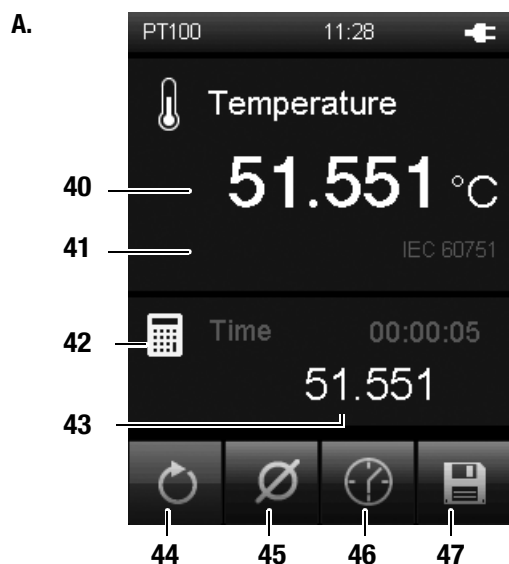 A.
PT100 11:28
Temperature
40 51.551 °C
41 IEC 60751
42 Time 00:00:05
51.551
43
44 45 46 47